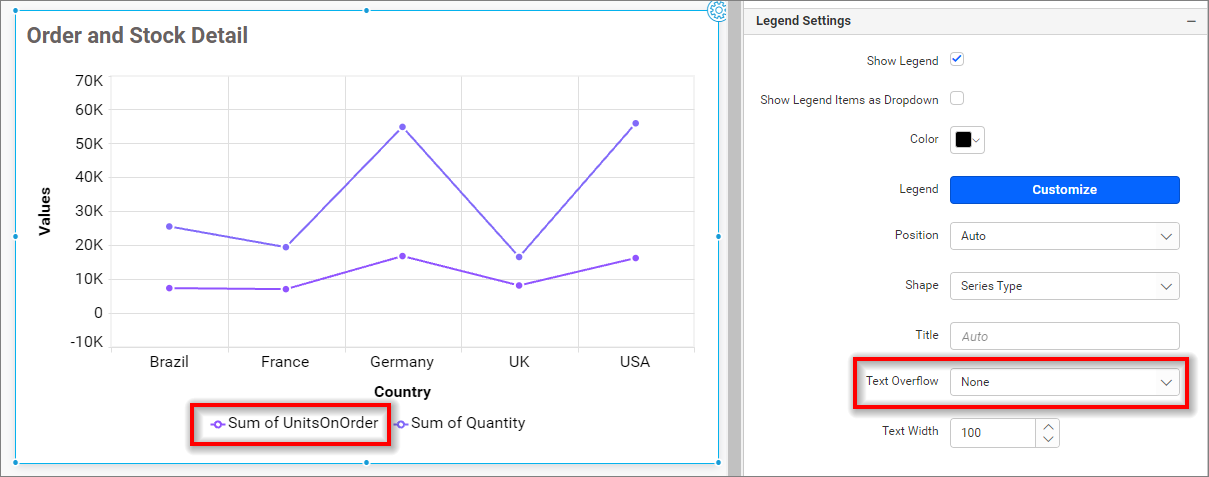 Order and Stock Detail
70K
60K
50K
40K
30K
20K
10K
0
-10K
Values
Brazil France Germany UK USA
Country
Sum of UnitsOnOrder Sum of Quantity
Legend Settings
Show Legend
Show Legend Items as Dropdown
Color
Legend Customize
Position Auto
Shape Series Type
Title Auto
Text Overflow None
Text Width 100